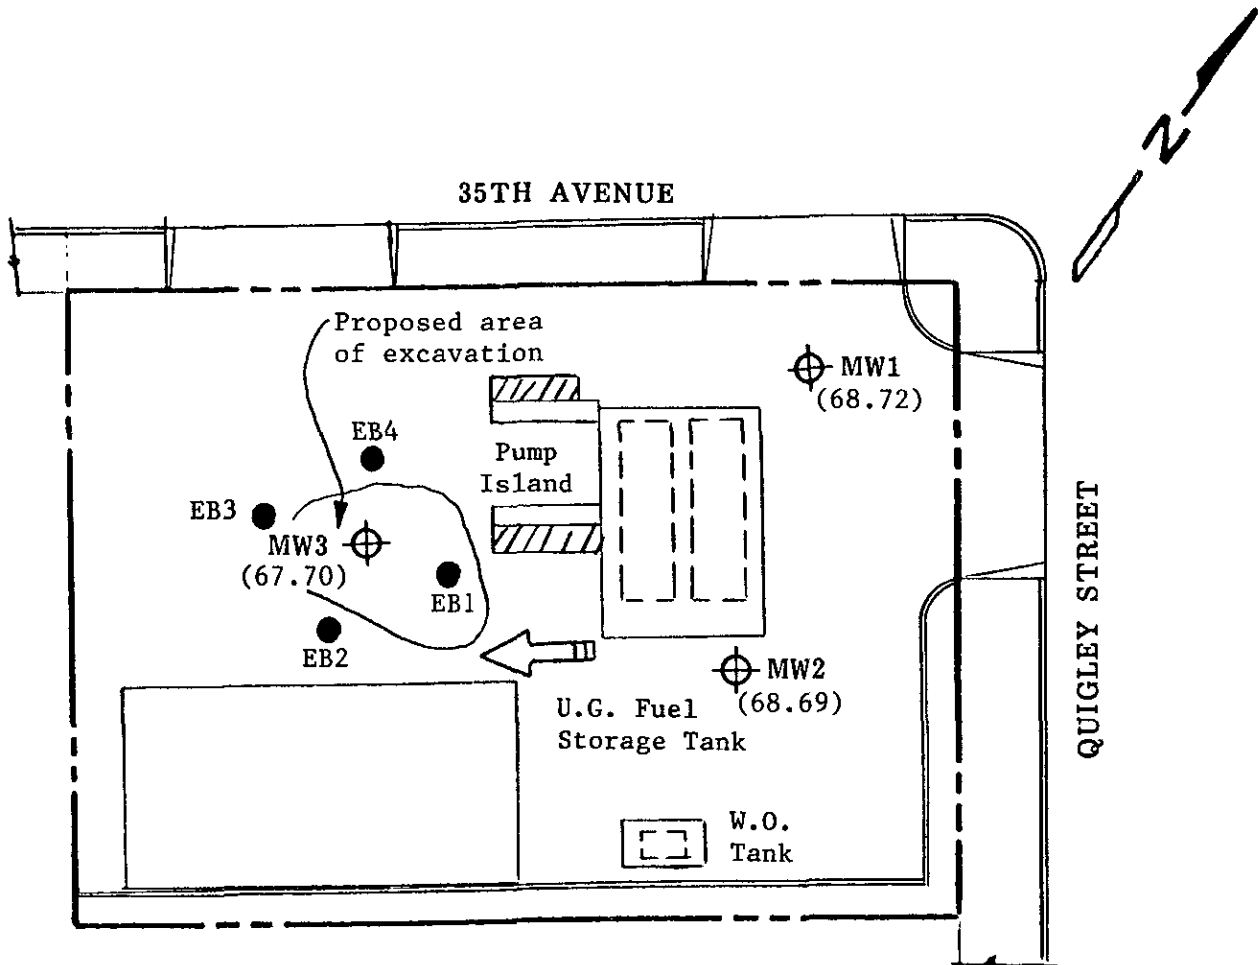 N
35TH AVENUE
Proposed area
of excavation
MW1
(68.72)
EB4
Pump
Island
EB3
MW3
(67.70)
EB1
EB2
MW2
(68.69)
U.G. Fuel
Storage Tank
QUIGLEY STREET
W.O.
Tank